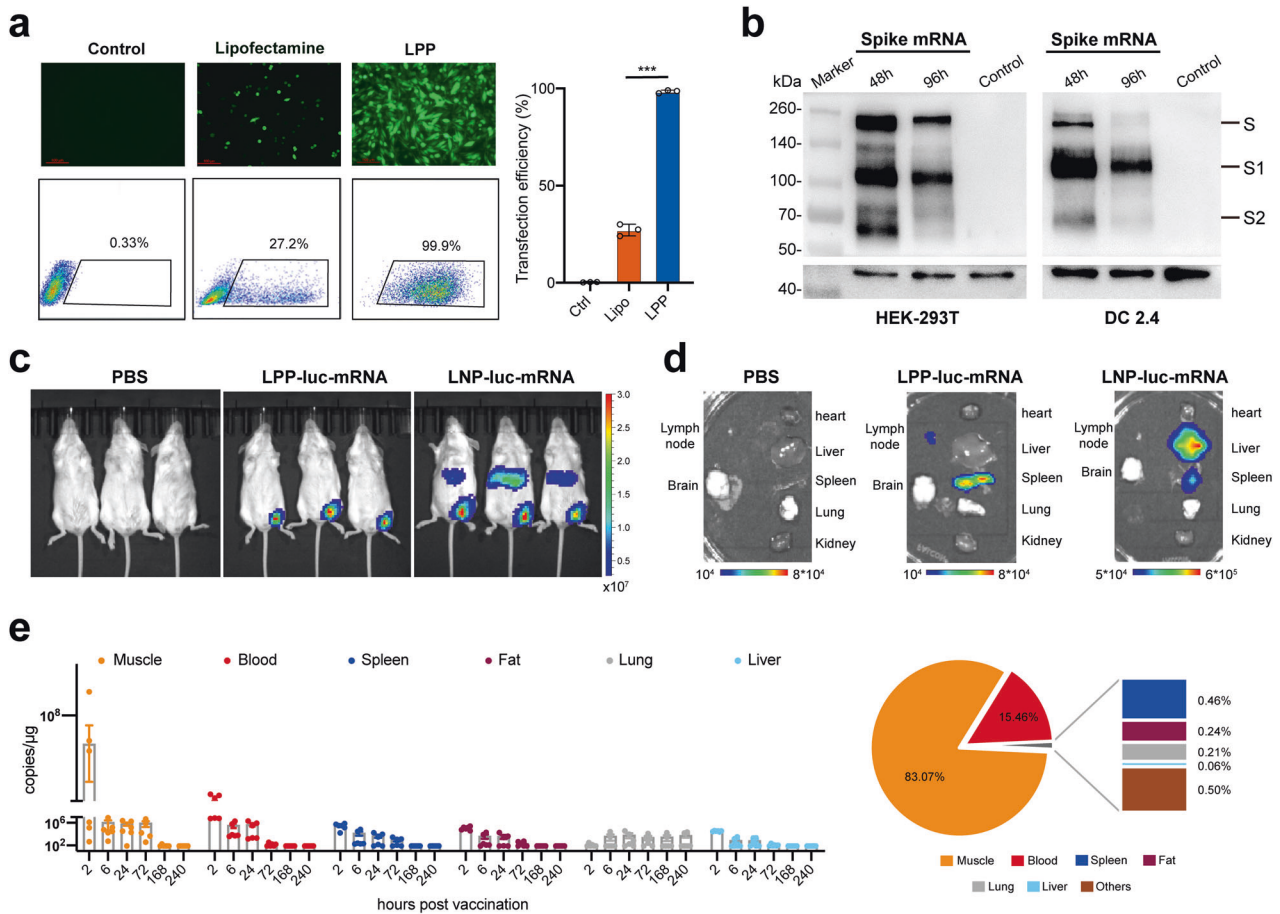 a
Control
Lipofectamine
LPP
0.33%
27.2%
99.9%
Transfection efficiency (%)
100
50
0
***
Ctrl
Lipo
LPP
b
Spike mRNA
Spike mRNA
kDa
Marker
48h
96h
Control
48h
96h
Control
260-
140-
100-
70-
50-
40-
S
S1
S2
HEK-293T
DC 2.4
c
PBS
LPP-luc-mRNA
LNP-luc-mRNA
3.0
2.5
2.0
1.5
1.0
x10⁷
d
PBS
LPP-luc-mRNA
LNP-luc-mRNA
Lymph
node
Brain
heart
Liver
Spleen
Lung
Kidney
10⁴
8*10⁴
Lymph
node
Brain
heart
Liver
Spleen
Lung
Kidney
10⁴
8*10⁴
Lymph
node
Brain
heart
Liver
Spleen
Lung
Kidney
5*10⁴
6*10⁵
e
Muscle
Blood
Spleen
Fat
Lung
Liver
copies/µg
10⁸
10⁶
10²
2 6 24 72 168 240
2 6 24 72 168 240
2 6 24 72 168 240
2 6 24 72 168 240
2 6 24 72 168 240
2 6 24 72 168 240
hours post vaccination
83.07%
15.46%
0.46%
0.24%
0.21%
0.06%
0.50%
Muscle
Blood
Spleen
Fat
Lung
Liver
Others